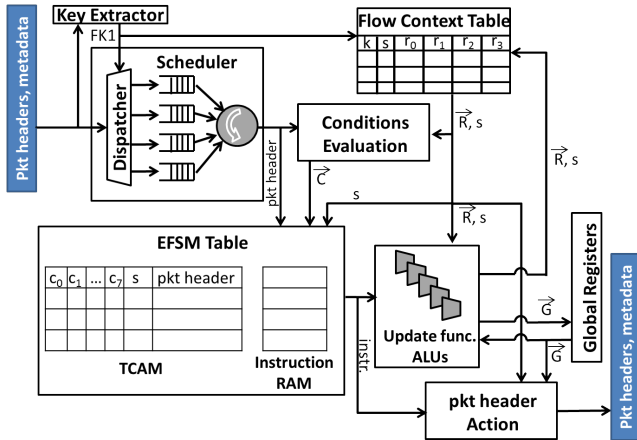 Pkt headers, metadata
Key Extractor
FK1
Flow Context Table
k s r0 r1 r2 r3
Scheduler
Dispatcher
Conditions
Evaluation
R, s
R, s
pkt header
C
s
R, s
EFSM Table
c0 c1 ... c7 s pkt header
TCAM
Instruction
RAM
instr.
Update func.
ALUs
G
G
Global Registers
pkt header
Action
Pkt headers, metadata